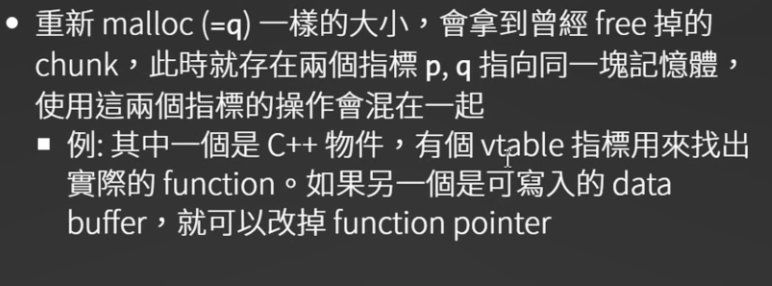 • 重新 malloc (=q) 一樣的大小，會拿到曾經 free 掉的
chunk，此時就存在兩個指標 p, q 指向同一塊記憶體，
使用這兩個指標的操作會混在一起
▪ 例: 其中一個是 C++ 物件，有個 vtable 指標用來找出
實際的 function。如果另一個是可寫入的 data
buffer，就可以改掉 function pointer